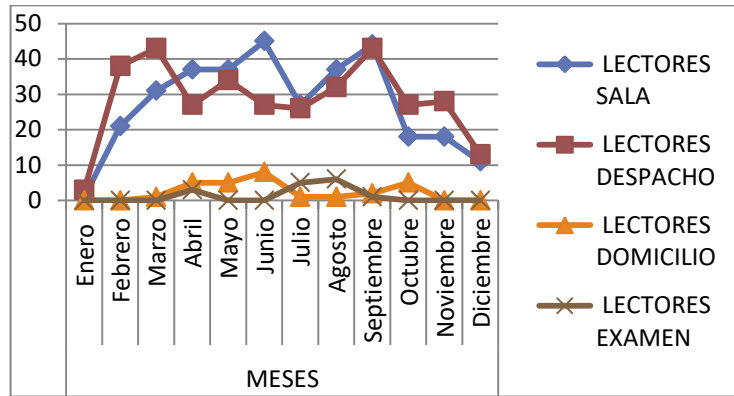 50
40
30
20
10
0
Enero
Febrero
Marzo
Abril
Mayo
Junio
Julio
Agosto
Septiembre
Octubre
Noviembre
Diciembre
MESES
LECTORES
SALA
LECTORES
DESPACHO
LECTORES
DOMICILIO
LECTORES
EXAMEN